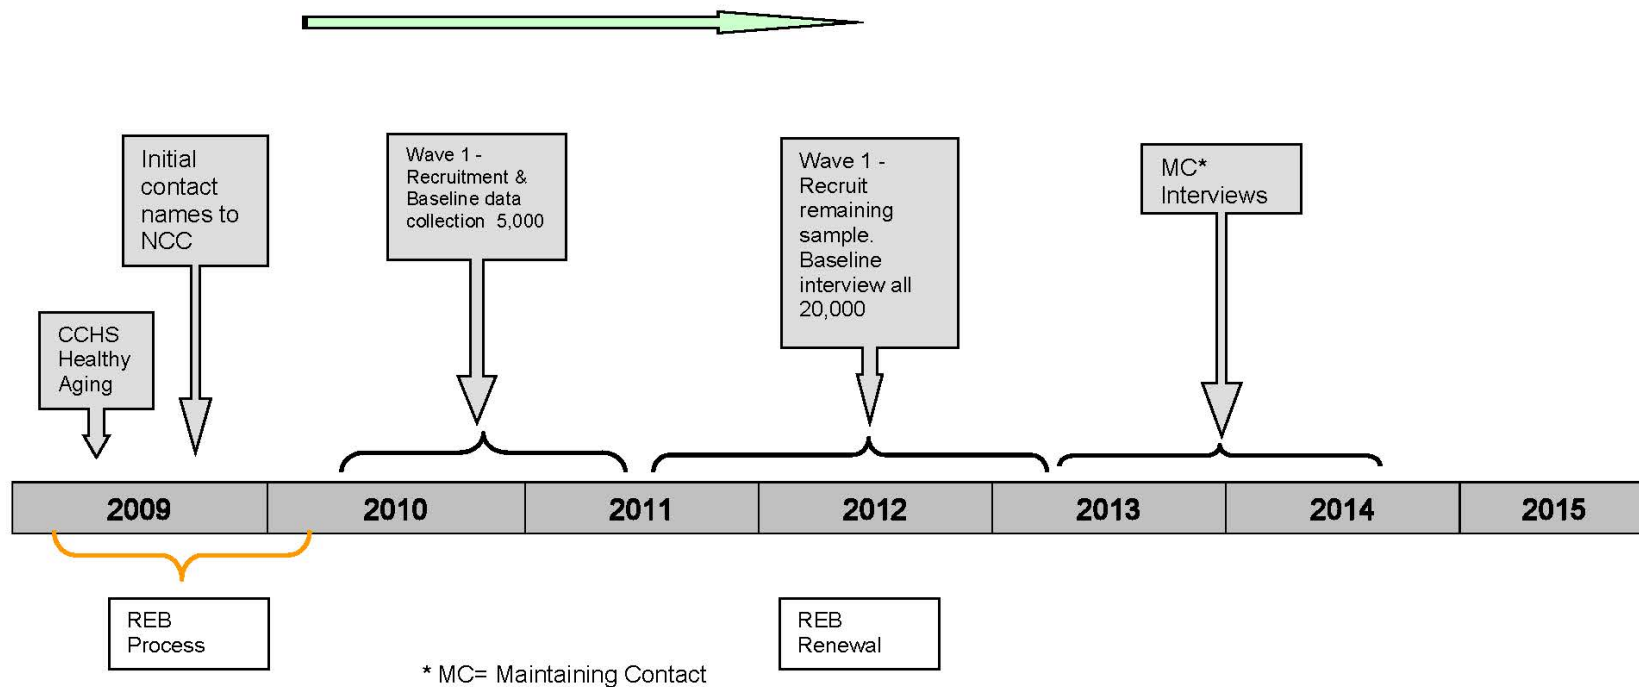 Initial
contact
names to
NCC
Wave 1 -
Recruitment &
Baseline data
collection 5,000
Wave 1 -
Recruit
remaining
sample.
Baseline
interview all
20,000
MC*
Interviews
CCHS
Healthy
Aging
2009 2010 2011 2012 2013 2014 2015
REB
Process
REB
Renewal
* MC= Maintaining Contact